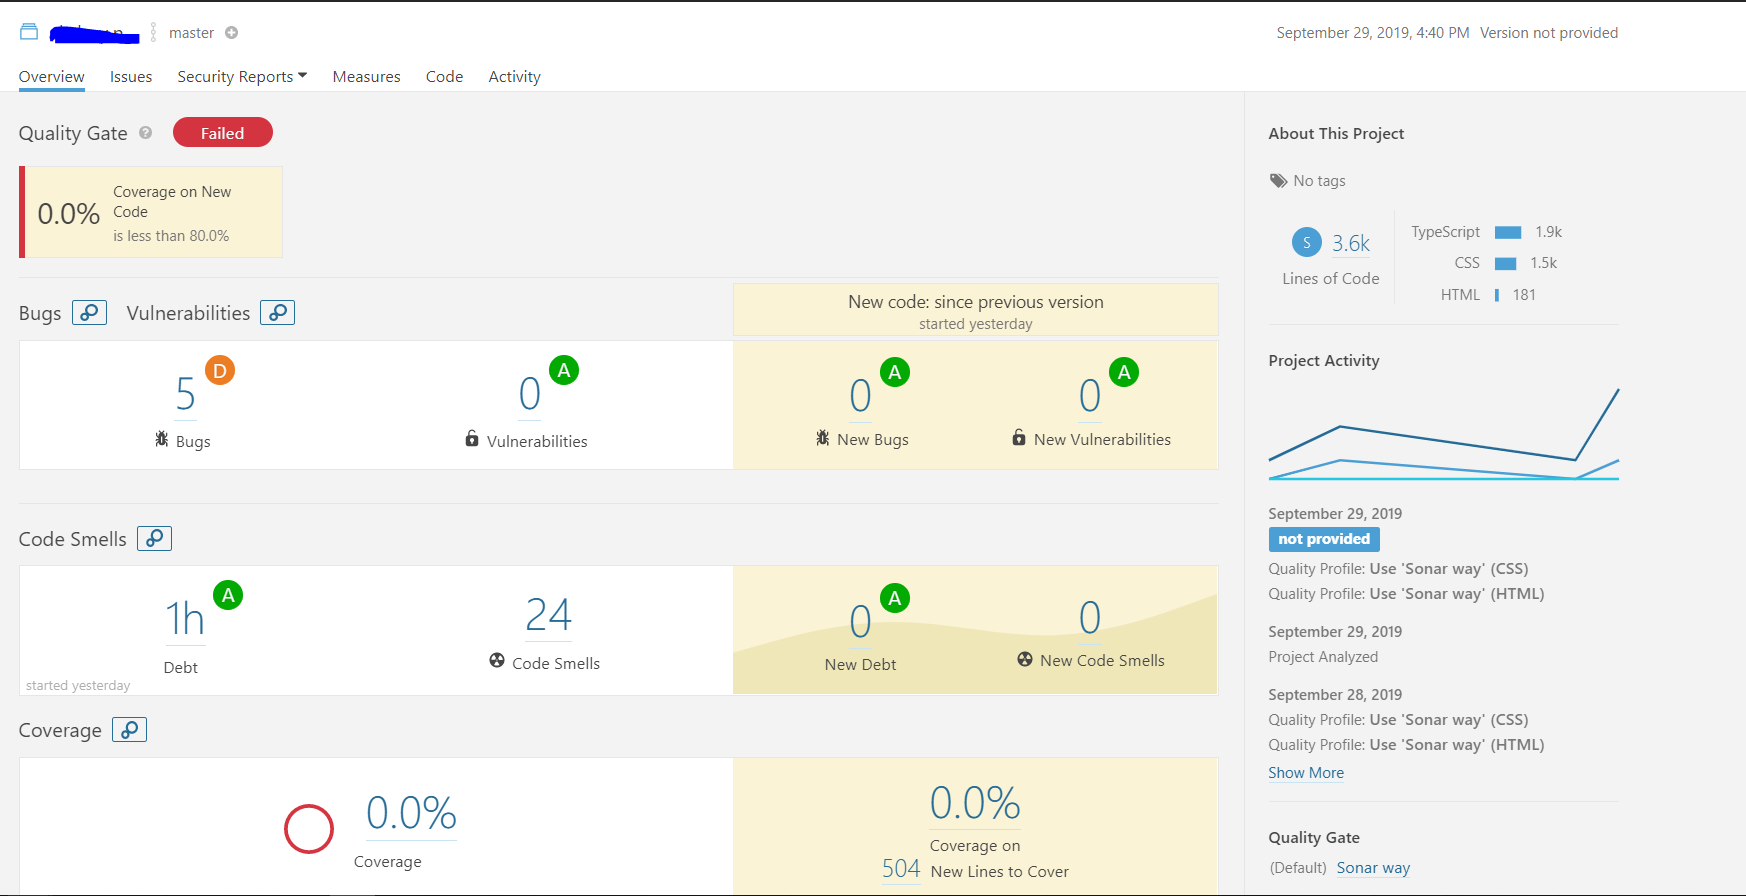 master
September 29, 2019, 4:40 PM Version not provided
Overview Issues Security Reports Measures Code Activity
Quality Gate ? Failed
0.0%
Coverage on New
Code
is less than 80.0%
Bugs Vulnerabilities
New code: since previous version
started yesterday
5 D
Bugs
0 A
Vulnerabilities
0 A
New Bugs
0 A
New Vulnerabilities
Code Smells
1h A
Debt
started yesterday
24
Code Smells
0 A
New Debt
0
New Code Smells
Coverage
0.0%
Coverage
0.0%
Coverage on
504 New Lines to Cover
About This Project
No tags
S 3.6k
Lines of Code
TypeScript 1.9k
CSS 1.5k
HTML 181
Project Activity
September 29, 2019
not provided
Quality Profile: Use 'Sonar way' (CSS)
Quality Profile: Use 'Sonar way' (HTML)
September 29, 2019
Project Analyzed
September 28, 2019
Quality Profile: Use 'Sonar way' (CSS)
Quality Profile: Use 'Sonar way' (HTML)
Show More
Quality Gate
(Default) Sonar way